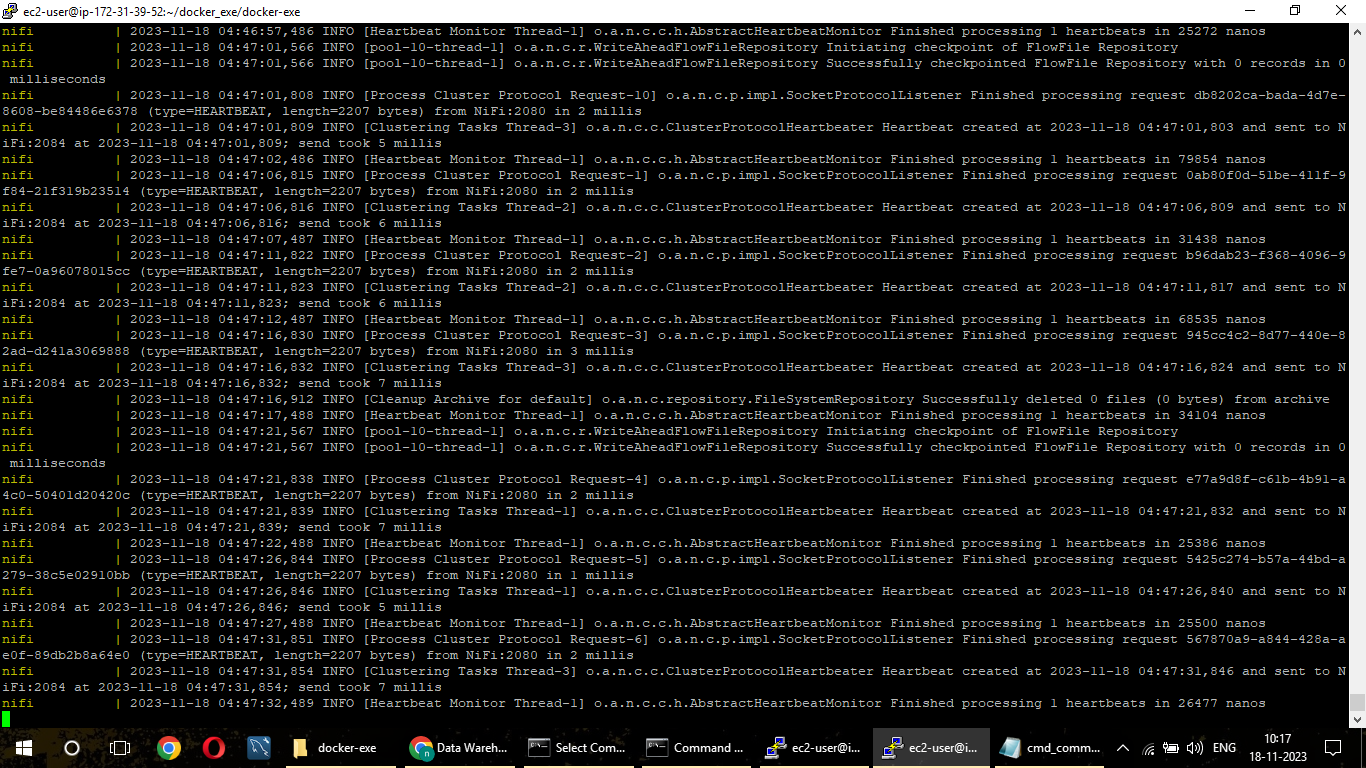 ec2-user@ip-172-31-39-52:~/docker_exe/docker-exe
nifi | 2023-11-18 04:46:57,486 INFO [Heartbeat Monitor Thread-1] o.a.n.c.c.h.AbstractHeartbeatMonitor Finished processing 1 heartbeats in 25272 nanos
nifi | 2023-11-18 04:47:01,566 INFO [pool-10-thread-1] o.a.n.c.r.WriteAheadFlowFileRepository Initiating checkpoint of FlowFile Repository
nifi | 2023-11-18 04:47:01,566 INFO [pool-10-thread-1] o.a.n.c.r.WriteAheadFlowFileRepository Successfully checkpointed FlowFile Repository with 0 records in 0
milliseconds
nifi | 2023-11-18 04:47:01,808 INFO [Process Cluster Protocol Request-10] o.a.n.c.p.impl.SocketProtocolListener Finished processing request db8202ca-bada-4d7e-
8608-be84486e6378 (type=HEARTBEAT, length=2207 bytes) from NiFi:2080 in 2 millis
nifi | 2023-11-18 04:47:01,809 INFO [Clustering Tasks Thread-3] o.a.n.c.c.ClusterProtocolHeartbeater Heartbeat created at 2023-11-18 04:47:01,803 and sent to N
iFi:2084 at 2023-11-18 04:47:01,809; send took 5 millis
nifi | 2023-11-18 04:47:02,486 INFO [Heartbeat Monitor Thread-1] o.a.n.c.c.h.AbstractHeartbeatMonitor Finished processing 1 heartbeats in 79854 nanos
nifi | 2023-11-18 04:47:06,815 INFO [Process Cluster Protocol Request-1] o.a.n.c.p.impl.SocketProtocolListener Finished processing request 0ab80f0d-51be-411f-9
f84-21f319b23514 (type=HEARTBEAT, length=2207 bytes) from NiFi:2080 in 2 millis
nifi | 2023-11-18 04:47:06,816 INFO [Clustering Tasks Thread-2] o.a.n.c.c.ClusterProtocolHeartbeater Heartbeat created at 2023-11-18 04:47:06,809 and sent to N
iFi:2084 at 2023-11-18 04:47:06,816; send took 6 millis
nifi | 2023-11-18 04:47:07,487 INFO [Heartbeat Monitor Thread-1] o.a.n.c.c.h.AbstractHeartbeatMonitor Finished processing 1 heartbeats in 31438 nanos
nifi | 2023-11-18 04:47:11,822 INFO [Process Cluster Protocol Request-2] o.a.n.c.p.impl.SocketProtocolListener Finished processing request b96dab23-f368-4096-9
fe7-0a96078015cc (type=HEARTBEAT, length=2207 bytes) from NiFi:2080 in 2 millis
nifi | 2023-11-18 04:47:11,823 INFO [Clustering Tasks Thread-2] o.a.n.c.c.ClusterProtocolHeartbeater Heartbeat created at 2023-11-18 04:47:11,817 and sent to N
iFi:2084 at 2023-11-18 04:47:11,823; send took 6 millis
nifi | 2023-11-18 04:47:12,487 INFO [Heartbeat Monitor Thread-1] o.a.n.c.c.h.AbstractHeartbeatMonitor Finished processing 1 heartbeats in 68535 nanos
nifi | 2023-11-18 04:47:16,830 INFO [Process Cluster Protocol Request-3] o.a.n.c.p.impl.SocketProtocolListener Finished processing request 945cc4c2-8d77-440e-8
2ad-d241a3069888 (type=HEARTBEAT, length=2207 bytes) from NiFi:2080 in 3 millis
nifi | 2023-11-18 04:47:16,832 INFO [Clustering Tasks Thread-3] o.a.n.c.c.ClusterProtocolHeartbeater Heartbeat created at 2023-11-18 04:47:16,824 and sent to N
iFi:2084 at 2023-11-18 04:47:16,832; send took 7 millis
nifi | 2023-11-18 04:47:16,912 INFO [Cleanup Archive for default] o.a.n.c.repository.FileSystemRepository Successfully deleted 0 files (0 bytes) from archive
nifi | 2023-11-18 04:47:17,488 INFO [Heartbeat Monitor Thread-1] o.a.n.c.c.h.AbstractHeartbeatMonitor Finished processing 1 heartbeats in 34104 nanos
nifi | 2023-11-18 04:47:21,567 INFO [pool-10-thread-1] o.a.n.c.r.WriteAheadFlowFileRepository Initiating checkpoint of FlowFile Repository
nifi | 2023-11-18 04:47:21,567 INFO [pool-10-thread-1] o.a.n.c.r.WriteAheadFlowFileRepository Successfully checkpointed FlowFile Repository with 0 records in 0
milliseconds
nifi | 2023-11-18 04:47:21,838 INFO [Process Cluster Protocol Request-4] o.a.n.c.p.impl.SocketProtocolListener Finished processing request e77a9d8f-c61b-4b91-a
4c0-50401d20420c (type=HEARTBEAT, length=2207 bytes) from NiFi:2080 in 2 millis
nifi | 2023-11-18 04:47:21,839 INFO [Clustering Tasks Thread-1] o.a.n.c.c.ClusterProtocolHeartbeater Heartbeat created at 2023-11-18 04:47:21,832 and sent to N
iFi:2084 at 2023-11-18 04:47:21,839; send took 7 millis
nifi | 2023-11-18 04:47:22,488 INFO [Heartbeat Monitor Thread-1] o.a.n.c.c.h.AbstractHeartbeatMonitor Finished processing 1 heartbeats in 25386 nanos
nifi | 2023-11-18 04:47:26,844 INFO [Process Cluster Protocol Request-5] o.a.n.c.p.impl.SocketProtocolListener Finished processing request 5425c274-b57a-44bd-a
279-38c5e02910bb (type=HEARTBEAT, length=2207 bytes) from NiFi:2080 in 1 millis
nifi | 2023-11-18 04:47:26,846 INFO [Clustering Tasks Thread-1] o.a.n.c.c.ClusterProtocolHeartbeater Heartbeat created at 2023-11-18 04:47:26,840 and sent to N
iFi:2084 at 2023-11-18 04:47:26,846; send took 5 millis
nifi | 2023-11-18 04:47:27,488 INFO [Heartbeat Monitor Thread-1] o.a.n.c.c.h.AbstractHeartbeatMonitor Finished processing 1 heartbeats in 25500 nanos
nifi | 2023-11-18 04:47:31,851 INFO [Process Cluster Protocol Request-6] o.a.n.c.p.impl.SocketProtocolListener Finished processing request 567870a9-a844-428a-a
e0f-89db2b8a64e0 (type=HEARTBEAT, length=2207 bytes) from NiFi:2080 in 2 millis
nifi | 2023-11-18 04:47:31,854 INFO [Clustering Tasks Thread-3] o.a.n.c.c.ClusterProtocolHeartbeater Heartbeat created at 2023-11-18 04:47:31,846 and sent to N
iFi:2084 at 2023-11-18 04:47:31,854; send took 7 millis
nifi | 2023-11-18 04:47:32,489 INFO [Heartbeat Monitor Thread-1] o.a.n.c.c.h.AbstractHeartbeatMonitor Finished processing 1 heartbeats in 26477 nanos
docker-exe Data Wareh... Select Com... Command ... ec2-user@i... ec2-user@i... cmd_comm... ENG 10:17
18-11-2023